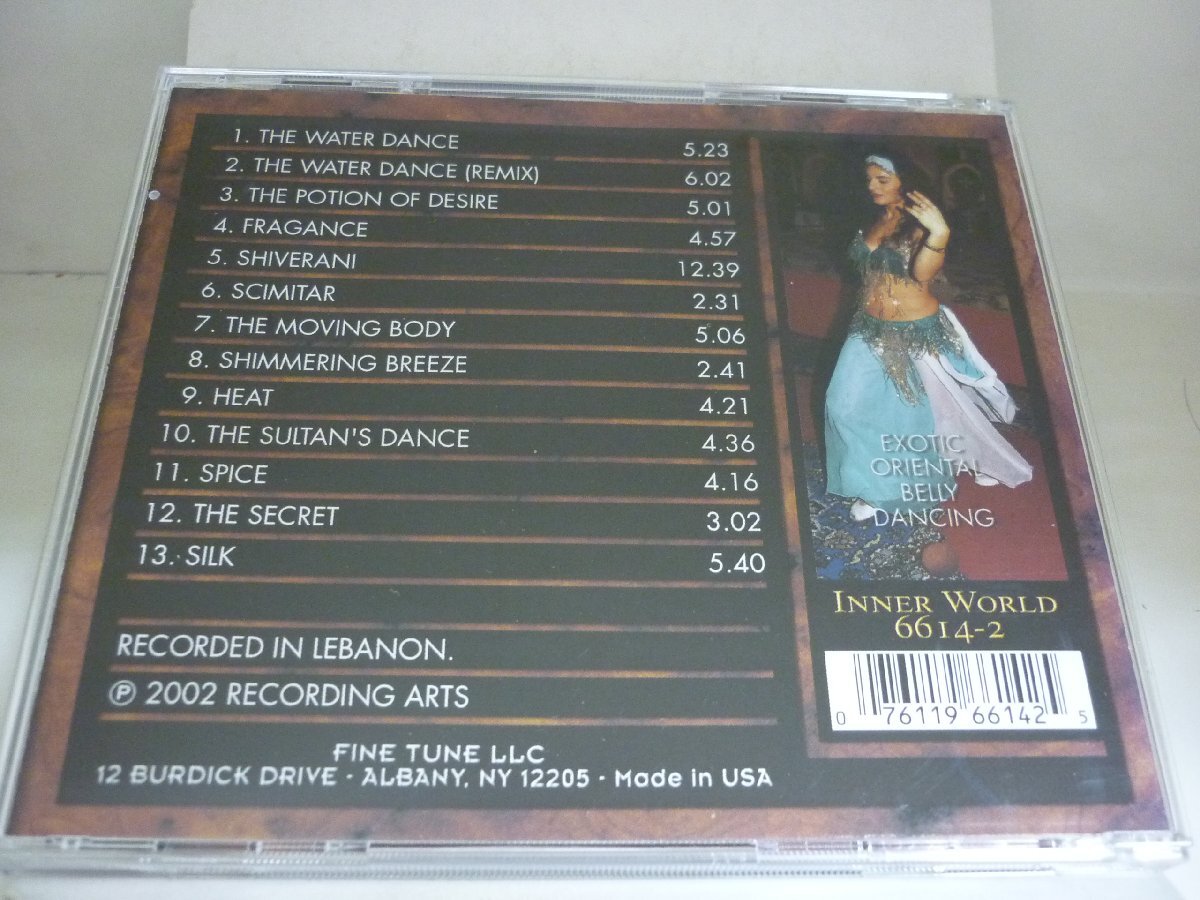 1. THE WATER DANCE 5.23
2. THE WATER DANCE (REMIX) 6.02
3. THE POTION OF DESIRE 5.01
4. FRAGANCE 4.57
5. SHIVERANI 12.39
6. SCIMITAR 2.31
7. THE MOVING BODY 5.06
8. SHIMMERING BREEZE 2.41
9. HEAT 4.21
10. THE SULTAN'S DANCE 4.36
11. SPICE 4.16
12. THE SECRET 3.02
13. SILK 5.40
RECORDED IN LEBANON.
℗ 2002 RECORDING ARTS
FINE TUNE LLC
12 BURDICK DRIVE · ALBANY, NY 12205 · Made in USA
EXOTIC
ORIENTAL
BELLY
DANCING
INNER WORLD
6614-2
0 76119 66142 5